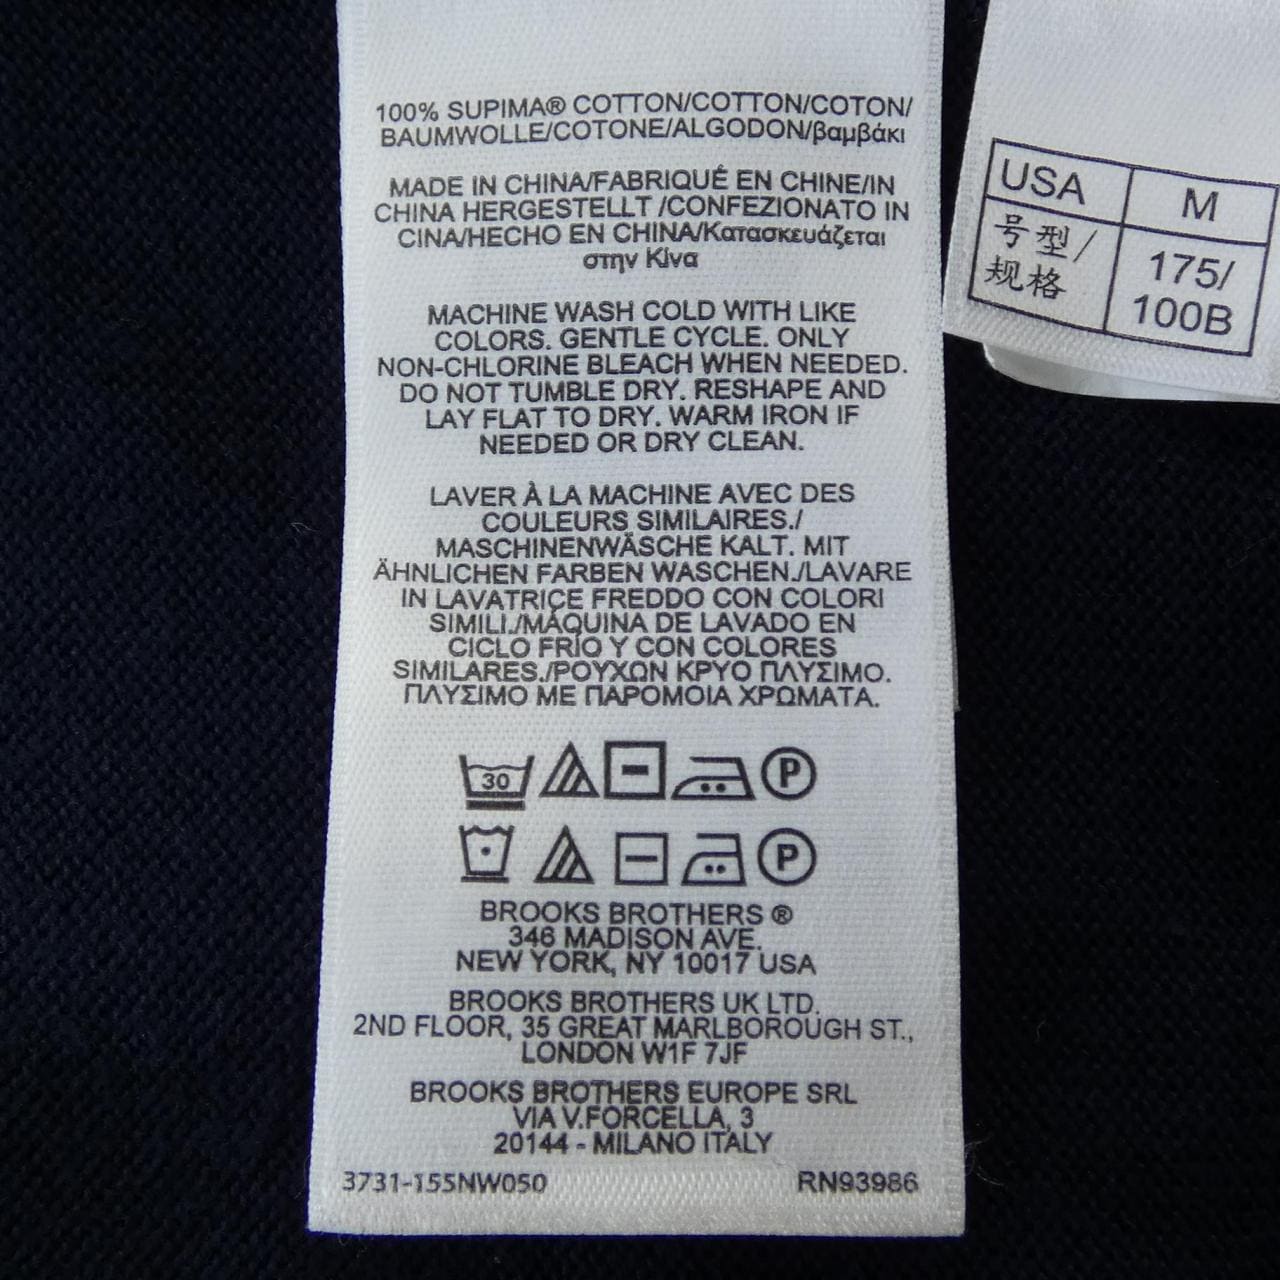 100% SUPIMA® COTTON/COTTON/COTON/
BAUMWOLLE/COTONE/ALGODON/βαμβάκι
MADE IN CHINA/FABRIQUÉ EN CHINE/IN
CHINA HERGESTELLT /CONFEZIONATO IN
CINA/HECHO EN CHINA/Κατασκευάζεται
στην Κίνα
MACHINE WASH COLD WITH LIKE
COLORS. GENTLE CYCLE. ONLY
NON-CHLORINE BLEACH WHEN NEEDED.
DO NOT TUMBLE DRY. RESHAPE AND
LAY FLAT TO DRY. WARM IRON IF
NEEDED OR DRY CLEAN.
LAVER À LA MACHINE AVEC DES
COULEURS SIMILAIRES./
MASCHINENWÄSCHE KALT. MIT
ÄHNLICHEN FARBEN WASCHEN./LAVARE
IN LAVATRICE FREDDO CON COLORI
SIMILI./MÁQUINA DE LAVADO EN
CICLO FRÍO Y CON COLORES
SIMILARES./ΡΟΥΧΩΝ ΚΡΥΟ ΠΛΥΣΙΜΟ.
ΠΛΥΣΙΜΟ ΜΕ ΠΑΡΟΜΟΙΑ ΧΡΩΜΑΤΑ.
30 P
P
BROOKS BROTHERS ®
346 MADISON AVE.
NEW YORK, NY 10017 USA
BROOKS BROTHERS UK LTD.
2ND FLOOR, 35 GREAT MARLBOROUGH ST.,
LONDON W1F 7JF
BROOKS BROTHERS EUROPE SRL
VIA V.FORCELLA, 3
20144 - MILANO ITALY
3731-155NW050 RN93986
USA M
号型/ 175/
规格 100B